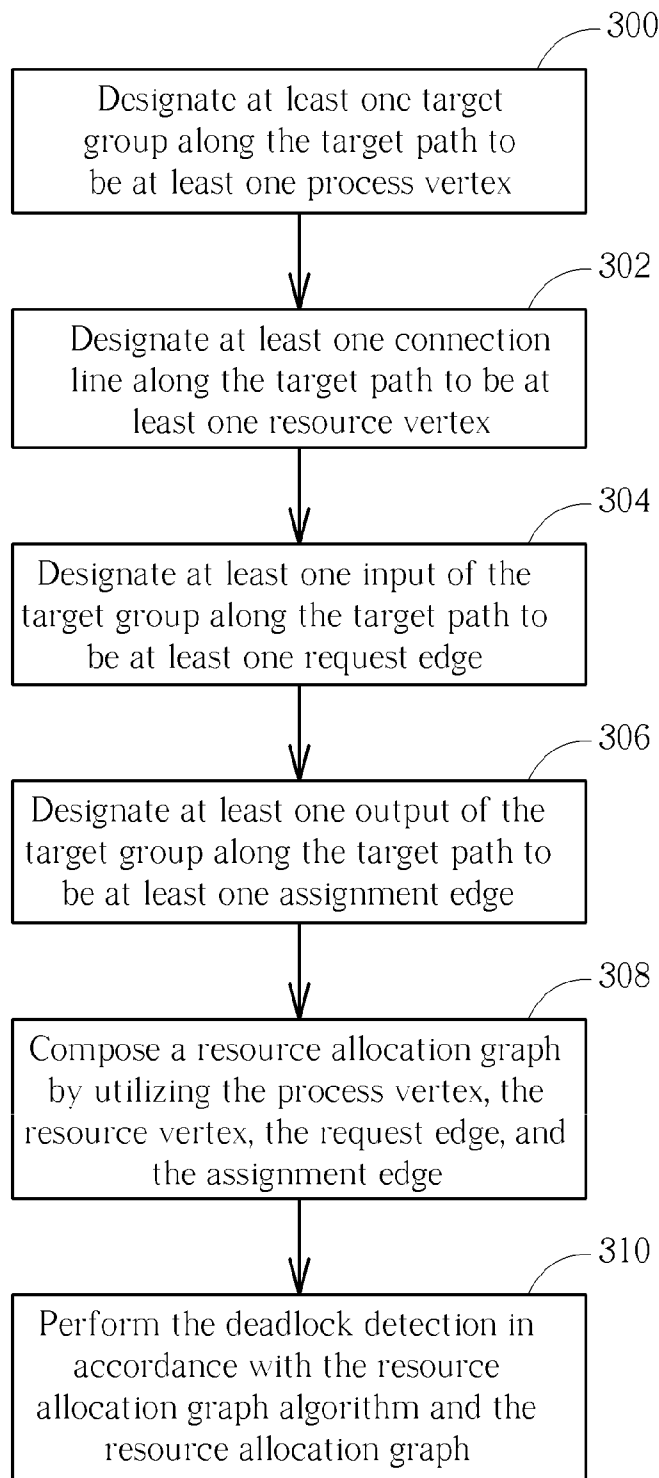 300
Designate at least one target
group along the target path to
be at least one process vertex
302
Designate at least one connection
line along the target path to be at
least one resource vertex
304
Designate at least one input of the
target group along the target path to
be at least one request edge
306
Designate at least one output of the
target group along the target path to
be at least one assignment edge
308
Compose a resource allocation graph
by utilizing the process vertex, the
resource vertex, the request edge, and
the assignment edge
310
Perform the deadlock detection in
accordance with the resource
allocation graph algorithm and the
resource allocation graph